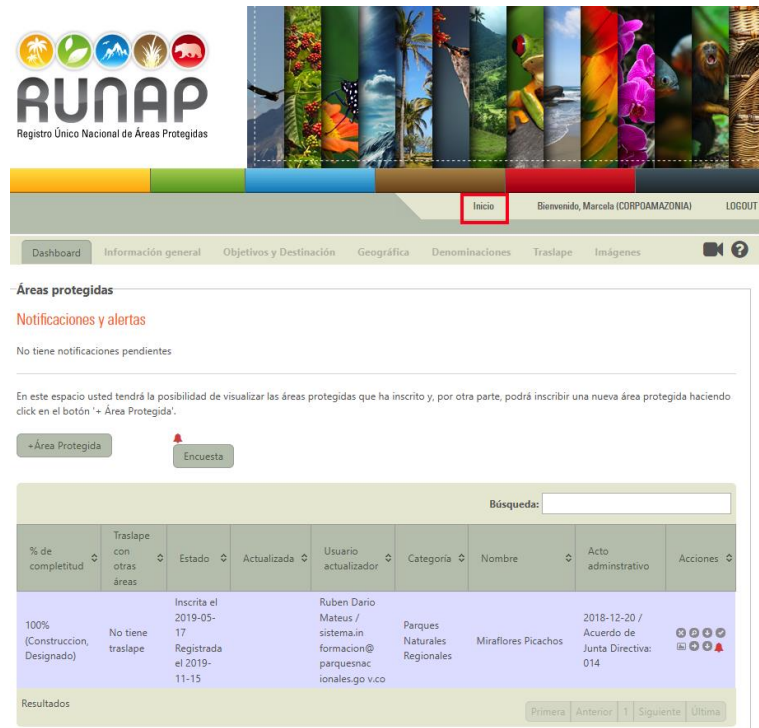 RUNAP
Registro Único Nacional de Áreas Protegidas
Inicio Bienvenido, Marcela (CORPOAMAZONIA) LOGOUT
Dashboard Información general Objetivos y Destinación Geográfica Denominaciones Traslape Imágenes
Áreas protegidas
Notificaciones y alertas
No tiene notificaciones pendientes
En este espacio usted tendrá la posibilidad de visualizar las áreas protegidas que ha inscrito y, por otra parte, podrá inscribir una nueva área protegida haciendo
click en el botón '+ Área Protegida'.
+Área Protegida Encuesta
Búsqueda:
% de
completitud
Traslape
con
otras
áreas
Estado
Actualizada
Usuario
actualizador
Categoría
Nombre
Acto
adminstrativo
Acciones
100%
(Construccion,
Designado)
No tiene
traslape
Inscrita el
2019-05-
17
Registrada
el 2019-
11-15
Ruben Dario
Mateus /
sistema.in
formacion@
parquesnac
ionales.go v.co
Parques
Naturales
Regionales
Miraflores Picachos
2018-12-20 /
Acuerdo de
Junta Directiva:
014
Resultados
Primera Anterior 1 Siguiente Última